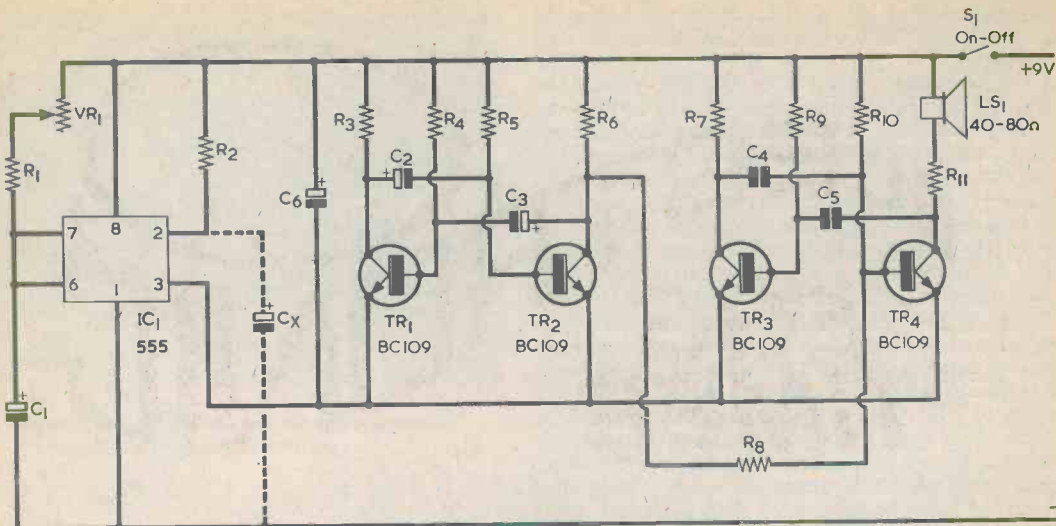 S1
On-Off
+9V
VR1
R1
R2
R3
R4
R5
R6
R7
R9
R10
LS1
40-80Ω
R11
C2
+
C3
+
C4
C5
C6
+
7
8
2
6
1
3
IC1
555
+
CX
TR1
BC109
TR2
BC109
TR3
BC109
TR4
BC109
+
C1
R8